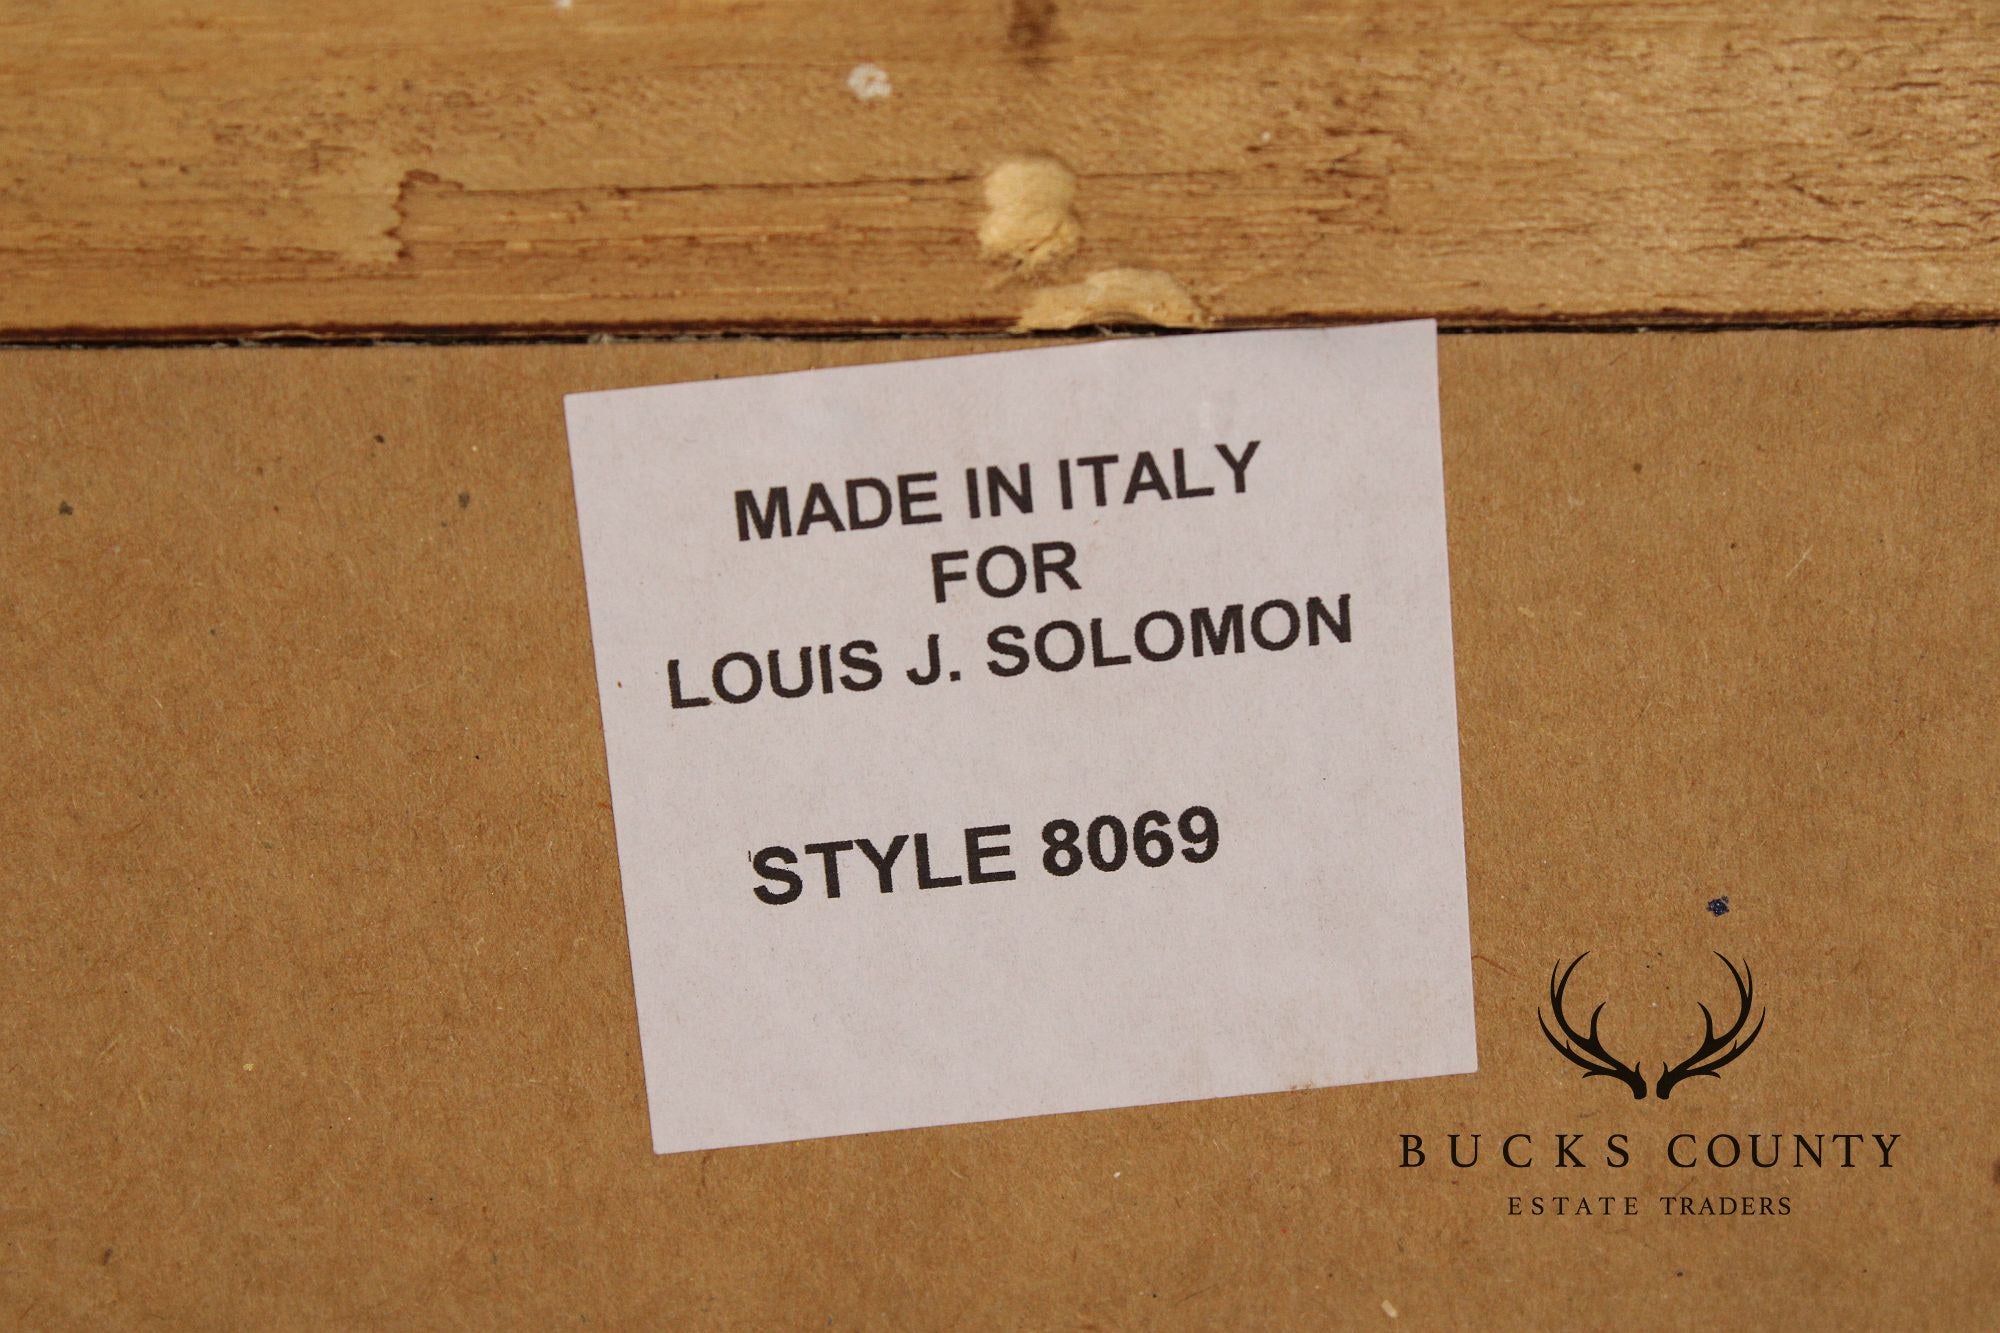 MADE IN ITALY
FOR
LOUIS J. SOLOMON
STYLE 8069
BUCKS COUNTY
ESTATE TRADERS